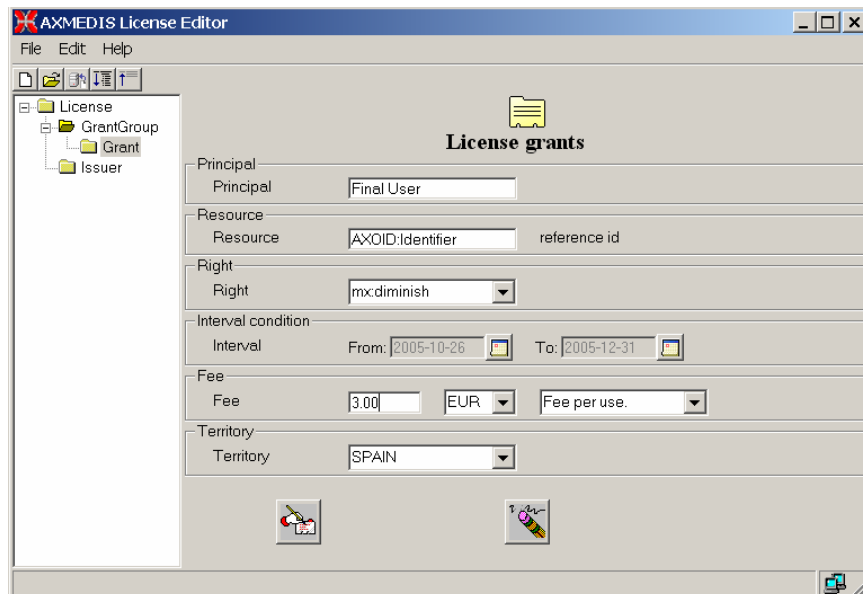 AXMEDIS License Editor
File Edit Help
License
GrantGroup
Grant
Issuer
License grants
Principal
Principal Final User
Resource
Resource AXOID:Identifier reference id
Right
Right mx:diminish
Interval condition
Interval From: 2005-10-26 To: 2005-12-31
Fee
Fee 3.00 EUR Fee per use.
Territory
Territory SPAIN